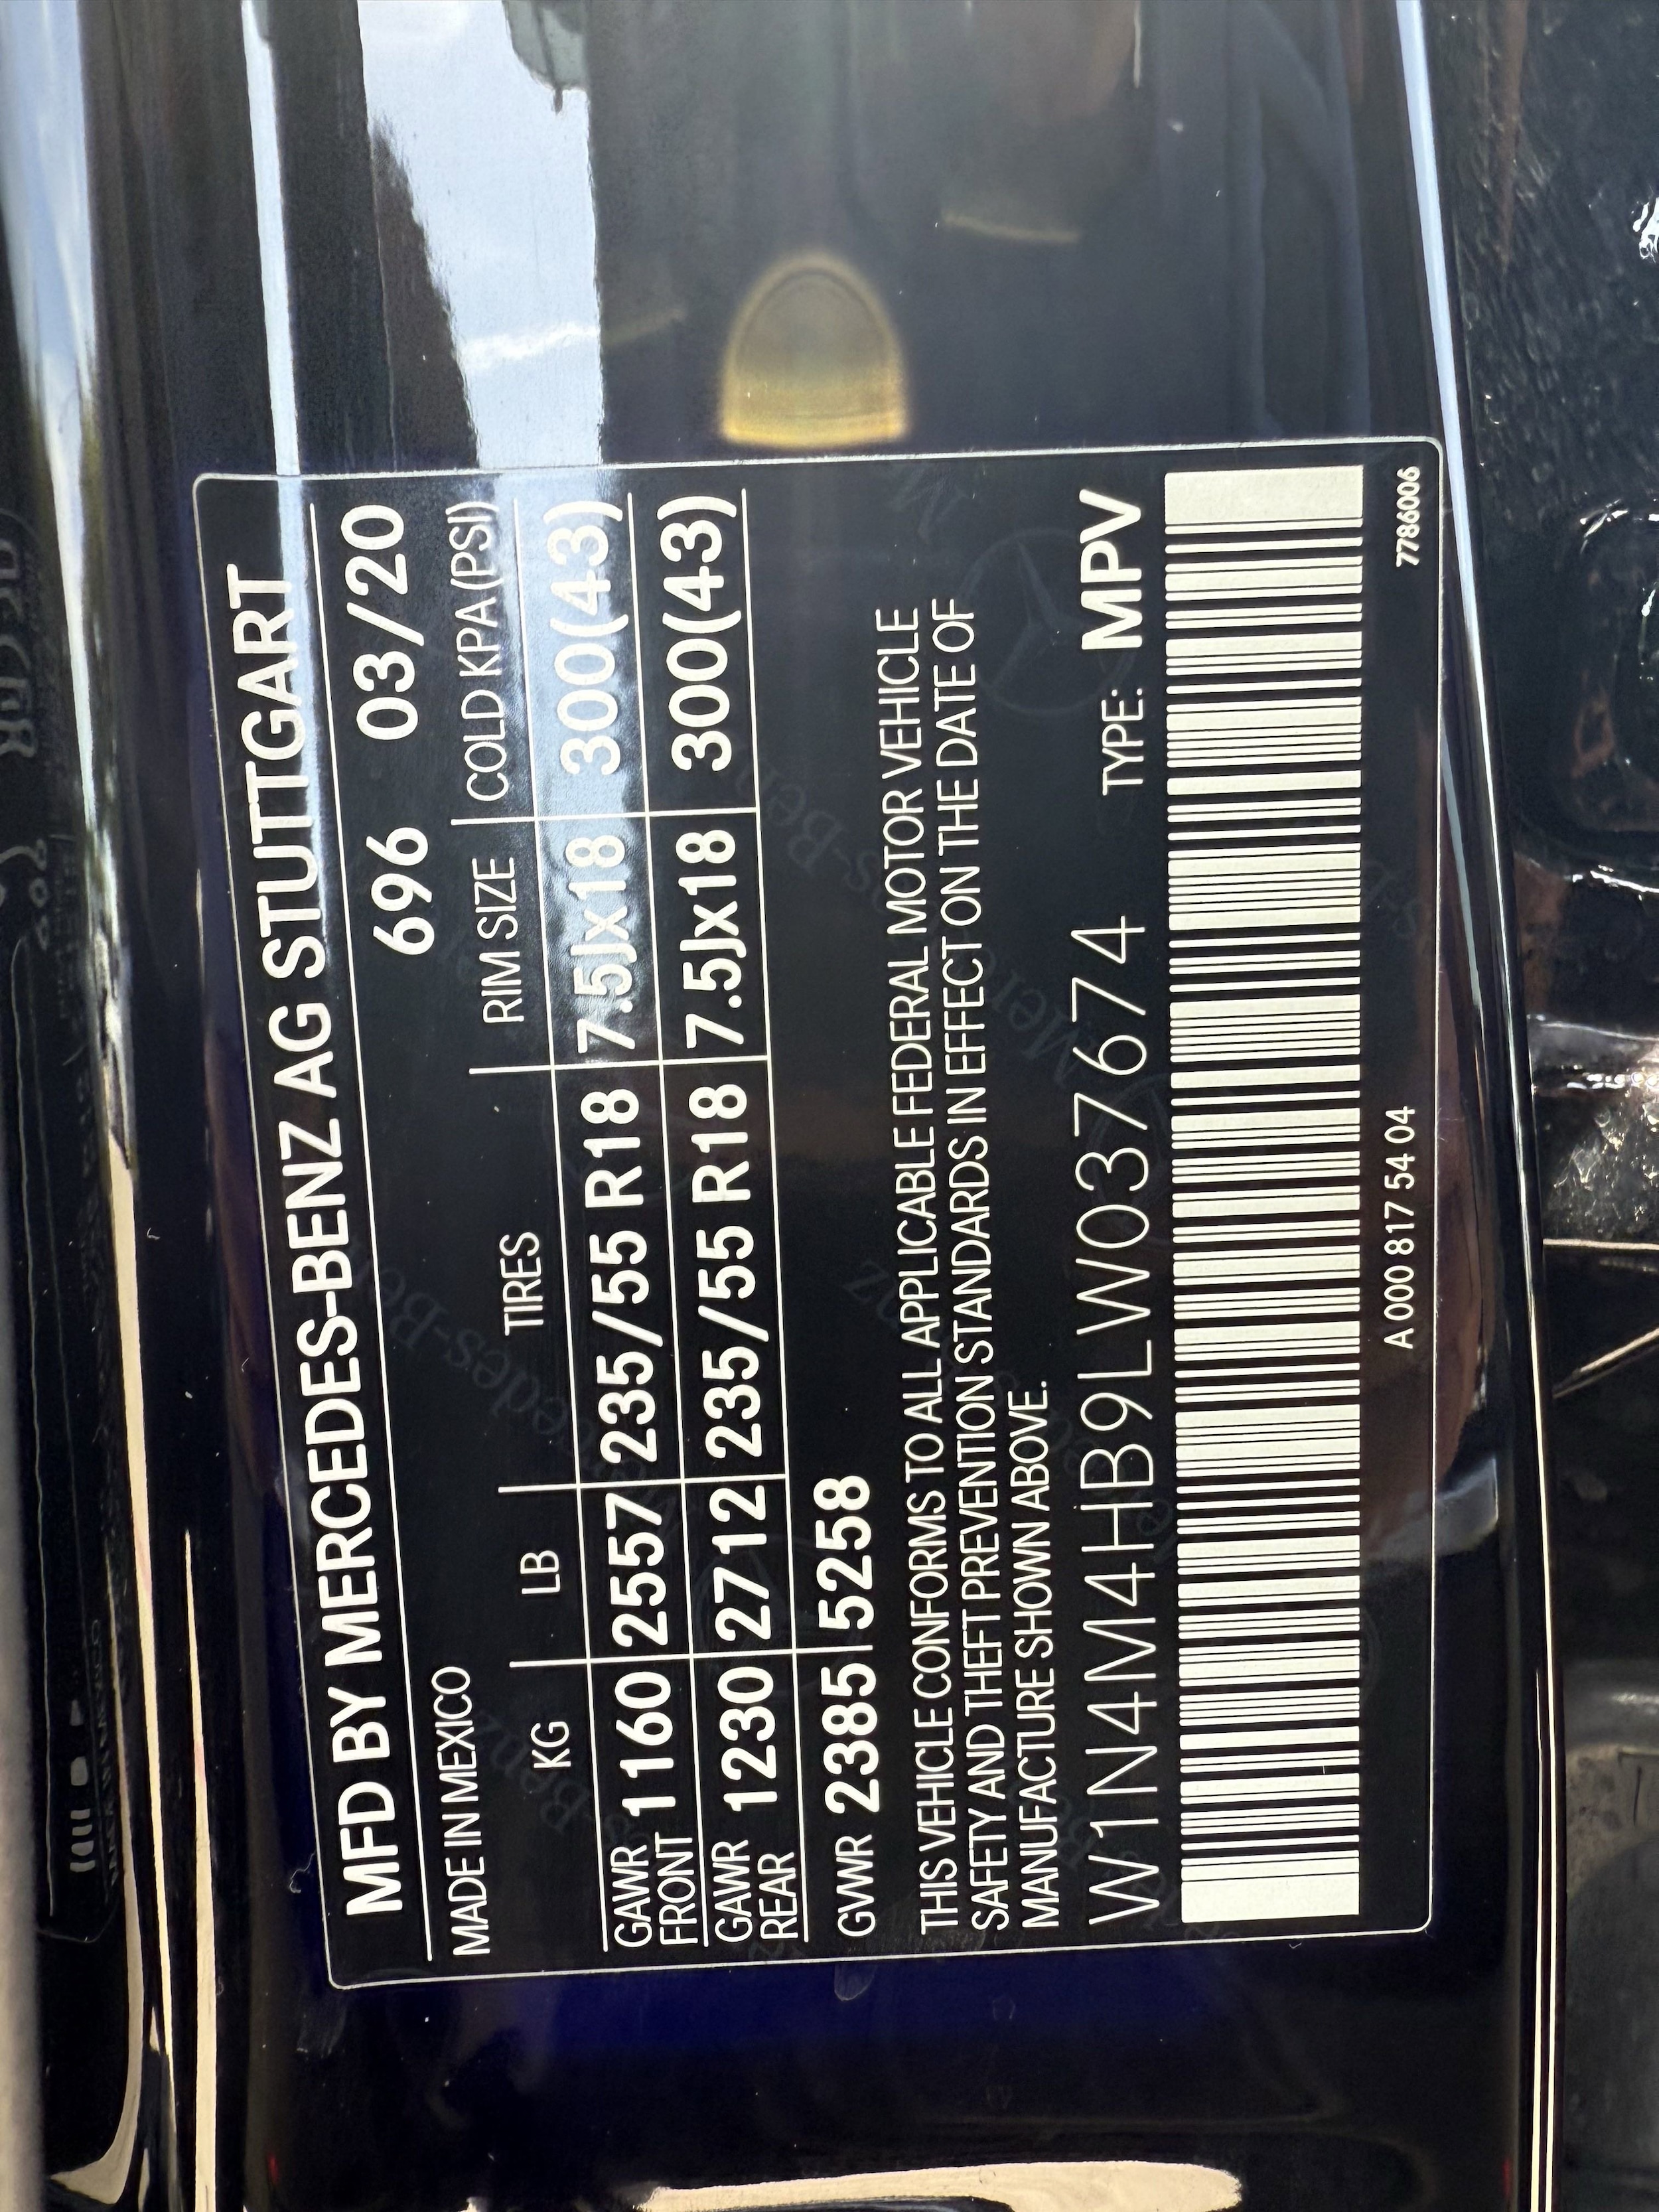 MFD BY MERCEDES-BENZ AG STUTTGART
696 03/20
MADE IN MEXICO
KG LB TIRES RIM SIZE COLD KPA(PSI)
GAWR FRONT 1160 2557 235/55 R18 7.5Jx18 300(43)
GAWR REAR 1230 2712 235/55 R18 7.5Jx18 300(43)
GVWR 2385 5258
THIS VEHICLE CONFORMS TO ALL APPLICABLE FEDERAL MOTOR VEHICLE
SAFETY AND THEFT PREVENTION STANDARDS IN EFFECT ON THE DATE OF
MANUFACTURE SHOWN ABOVE.
W1N4M4HB9LW037674 TYPE: MPV
A 000 817 54 04
7786006